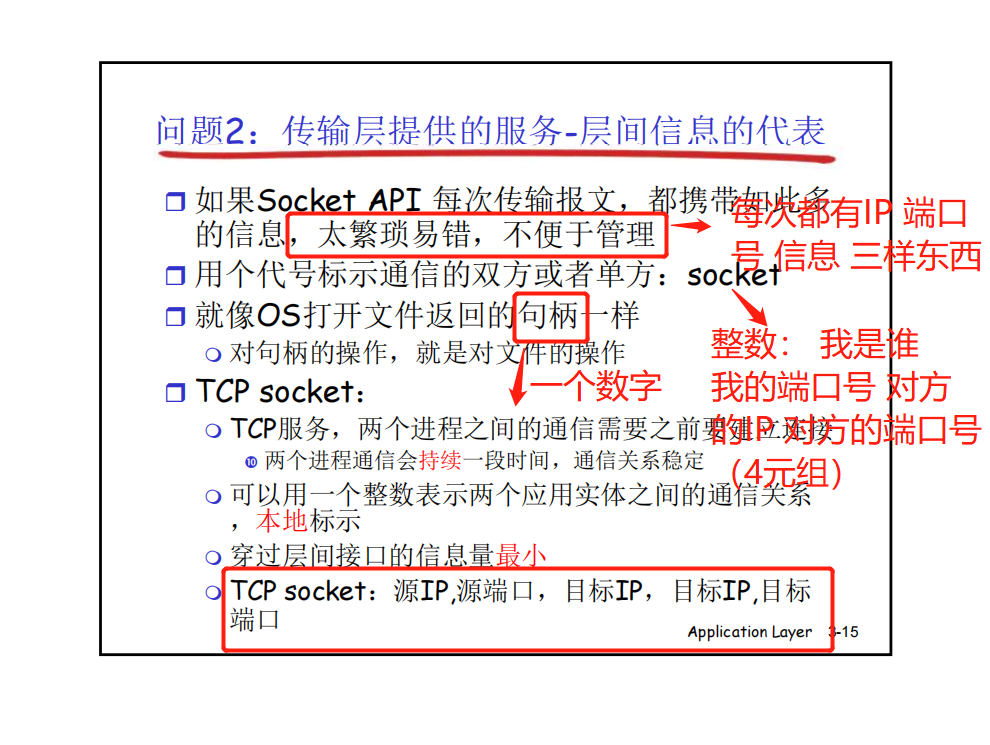 问题2：传输层提供的服务-层间信息的代表
如果Socket API 每次传输报文，都携带如此多
的信息，太繁琐易错，不便于管理
每次都有IP 端口
号 信息 三样东西
用个代号标示通信的双方或者单方：socket
就像OS打开文件返回的句柄一样
对句柄的操作，就是对文件的操作
一个数字
整数： 我是谁
我的端口号 对方
的IP 对方的端口号
（4元组）
TCP socket：
TCP服务，两个进程之间的通信需要之前要建立连接
❿ 两个进程通信会持续一段时间，通信关系稳定
可以用一个整数表示两个应用实体之间的通信关系
，本地标示
穿过层间接口的信息量最小
TCP socket：源IP,源端口，目标IP，目标IP,目标
端口
Application Layer 3-15